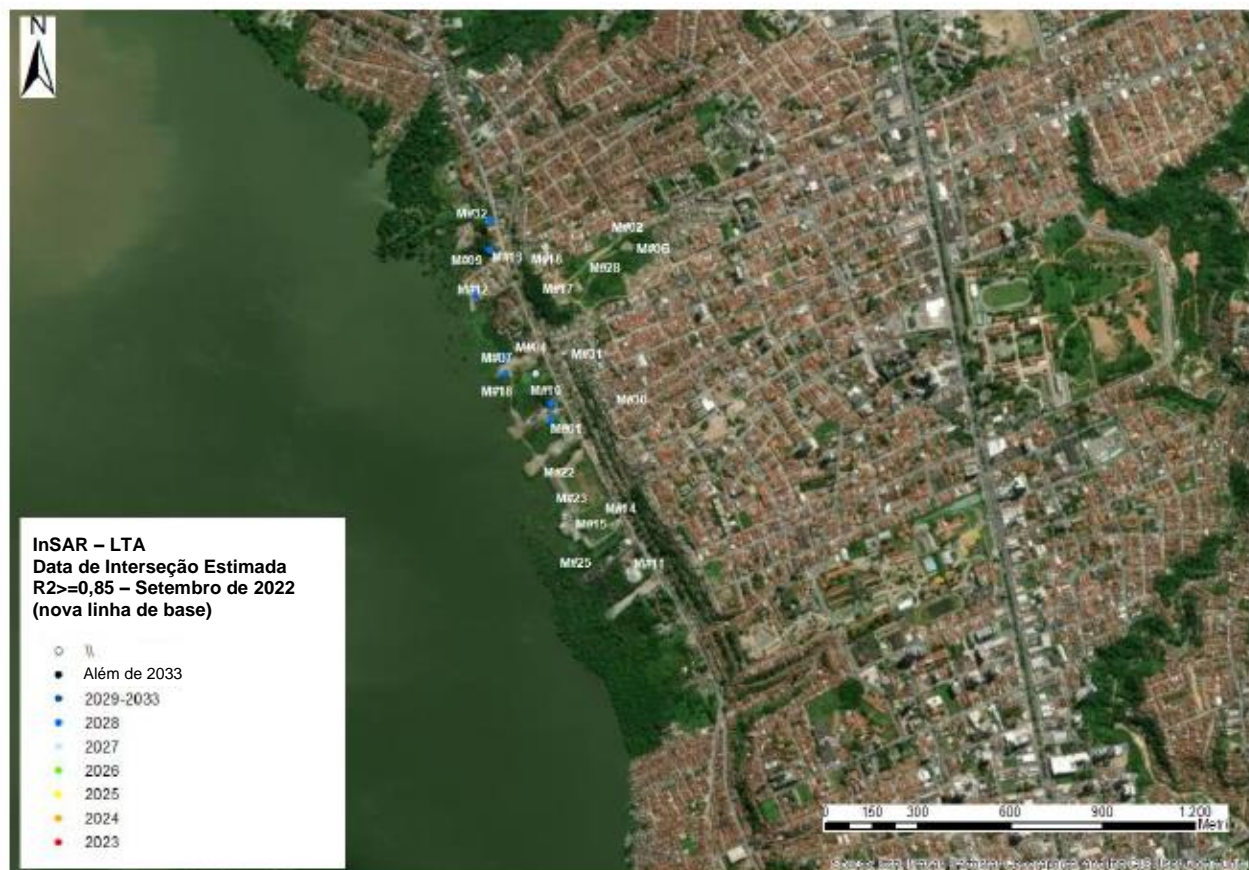 N
M#32
M#02
M#06
M#09
M#13
M#16
M#28
M#12
M#17
M#04
M#31
M#07
M#18
M#19
M#30
M#01
M#22
M#23
M#14
M#15
M#25
M#11
InSAR – LTA
Data de Interseção Estimada
R2>=0,85 – Setembro de 2022
(nova linha de base)
\\
Além de 2033
2029-2033
2028
2027
2026
2025
2024
2023
0 150 300 600 900 1.200